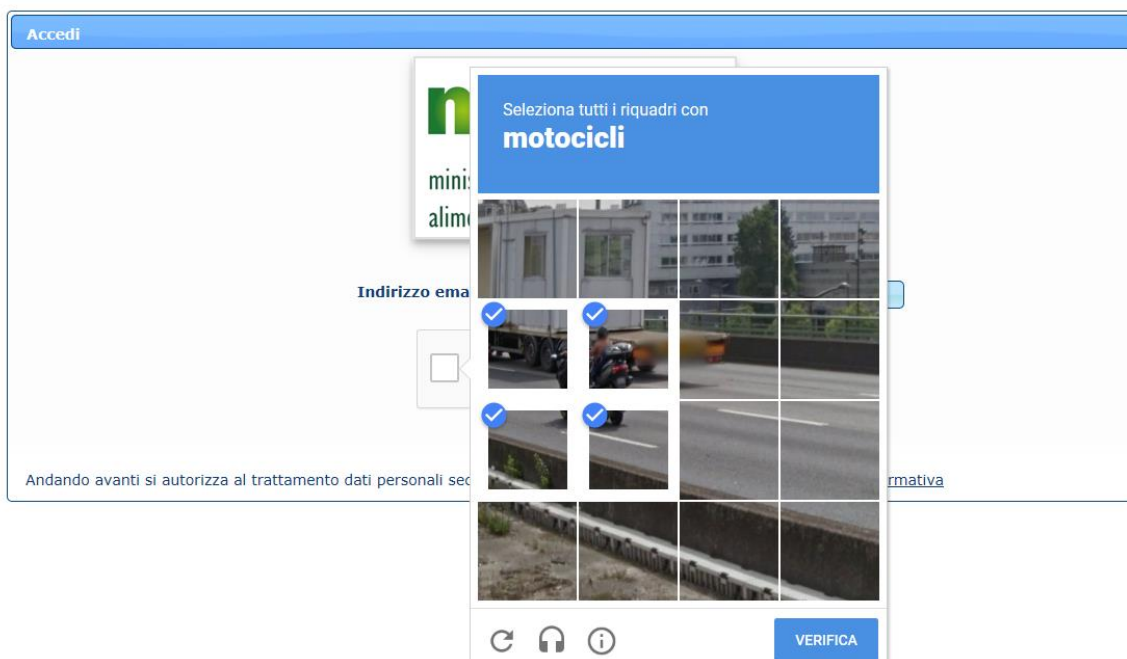 Accedi
Seleziona tutti i riquadri con
motocicli
minis
alime
Indirizzo ema
Andando avanti si autorizza al trattamento dati personali sec
rmativa
VERIFICA